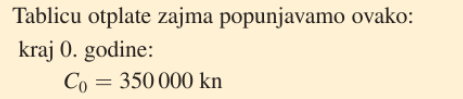 Tablicu otplate zajma popunjavamo ovako:
kraj 0. godine:
C₀ = 350 000 kn